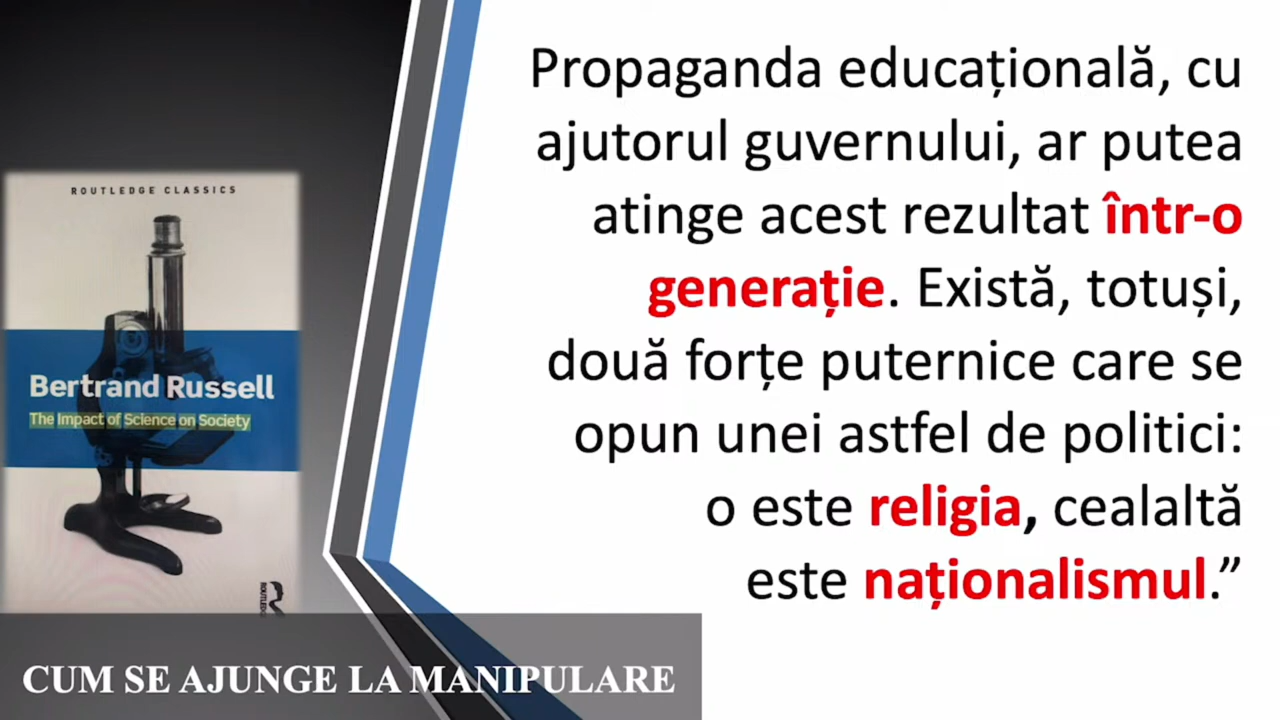 Propaganda educațională, cu
ajutorul guvernului, ar putea
atinge acest rezultat într-o
generație. Există, totuși,
două forțe puternice care se
opun unei astfel de politici:
o este religia, cealaltă
este naționalismul.”
ROUTLEDGE CLASSICS
Bertrand Russell
The Impact of Science on Society
ROUTLEDGE
CUM SE AJUNGE LA MANIPULARE